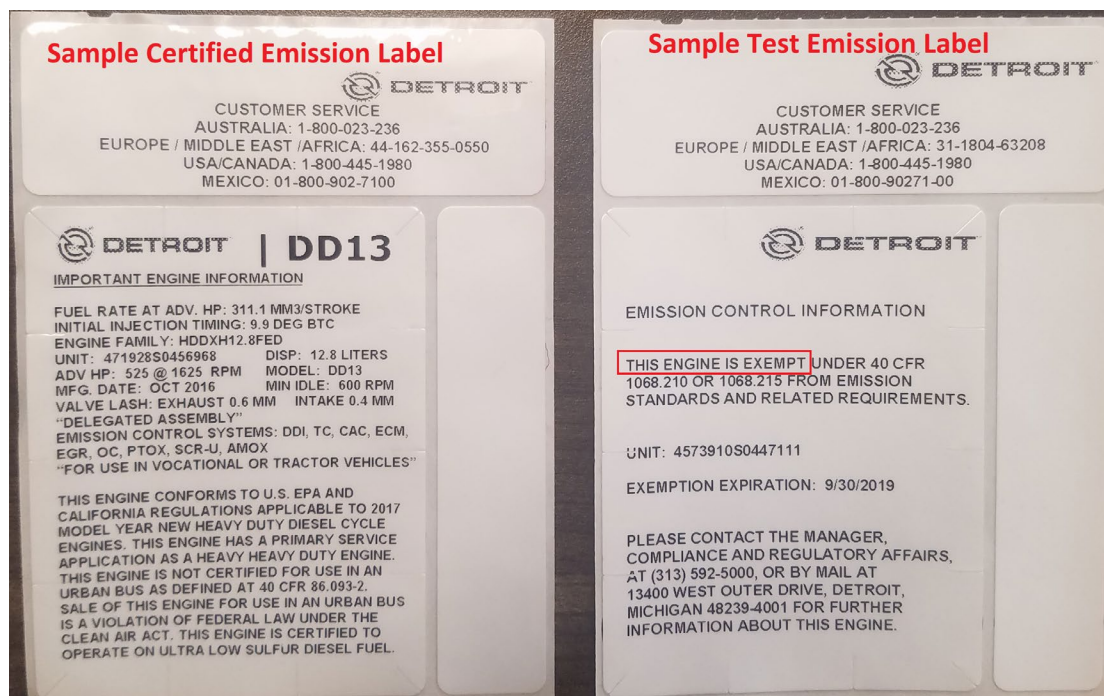 Sample Certified Emission Label
DETROIT
CUSTOMER SERVICE
AUSTRALIA: 1-800-023-236
EUROPE / MIDDLE EAST /AFRICA: 44-162-355-0550
USA/CANADA: 1-800-445-1980
MEXICO: 01-800-902-7100
DETROIT | DD13
IMPORTANT ENGINE INFORMATION
FUEL RATE AT ADV. HP: 311.1 MM3/STROKE
INITIAL INJECTION TIMING: 9.9 DEG BTC
ENGINE FAMILY: HDDXH12.8FED
UNIT: 471928S0456968 DISP: 12.8 LITERS
ADV HP: 525 @ 1625 RPM MODEL: DD13
MFG. DATE: OCT 2016 MIN IDLE: 600 RPM
VALVE LASH: EXHAUST 0.6 MM INTAKE 0.4 MM
"DELEGATED ASSEMBLY"
EMISSION CONTROL SYSTEMS: DDI, TC, CAC, ECM,
EGR, OC, PTOX, SCR-U, AMOX
"FOR USE IN VOCATIONAL OR TRACTOR VEHICLES"
THIS ENGINE CONFORMS TO U.S. EPA AND
CALIFORNIA REGULATIONS APPLICABLE TO 2017
MODEL YEAR NEW HEAVY DUTY DIESEL CYCLE
ENGINES. THIS ENGINE HAS A PRIMARY SERVICE
APPLICATION AS A HEAVY HEAVY DUTY ENGINE.
THIS ENGINE IS NOT CERTIFIED FOR USE IN AN
URBAN BUS AS DEFINED AT 40 CFR 86.093-2.
SALE OF THIS ENGINE FOR USE IN AN URBAN BUS
IS A VIOLATION OF FEDERAL LAW UNDER THE
CLEAN AIR ACT. THIS ENGINE IS CERTIFIED TO
OPERATE ON ULTRA LOW SULFUR DIESEL FUEL.
Sample Test Emission Label
DETROIT
CUSTOMER SERVICE
AUSTRALIA: 1-800-023-236
EUROPE / MIDDLE EAST /AFRICA: 31-1804-63208
USA/CANADA: 1-800-445-1980
MEXICO: 01-800-90271-00
DETROIT
EMISSION CONTROL INFORMATION
THIS ENGINE IS EXEMPT UNDER 40 CFR
1068.210 OR 1068.215 FROM EMISSION
STANDARDS AND RELATED REQUIREMENTS.
UNIT: 4573910S0447111
EXEMPTION EXPIRATION: 9/30/2019
PLEASE CONTACT THE MANAGER,
COMPLIANCE AND REGULATORY AFFAIRS,
AT (313) 592-5000, OR BY MAIL AT
13400 WEST OUTER DRIVE, DETROIT,
MICHIGAN 48239-4001 FOR FURTHER
INFORMATION ABOUT THIS ENGINE.